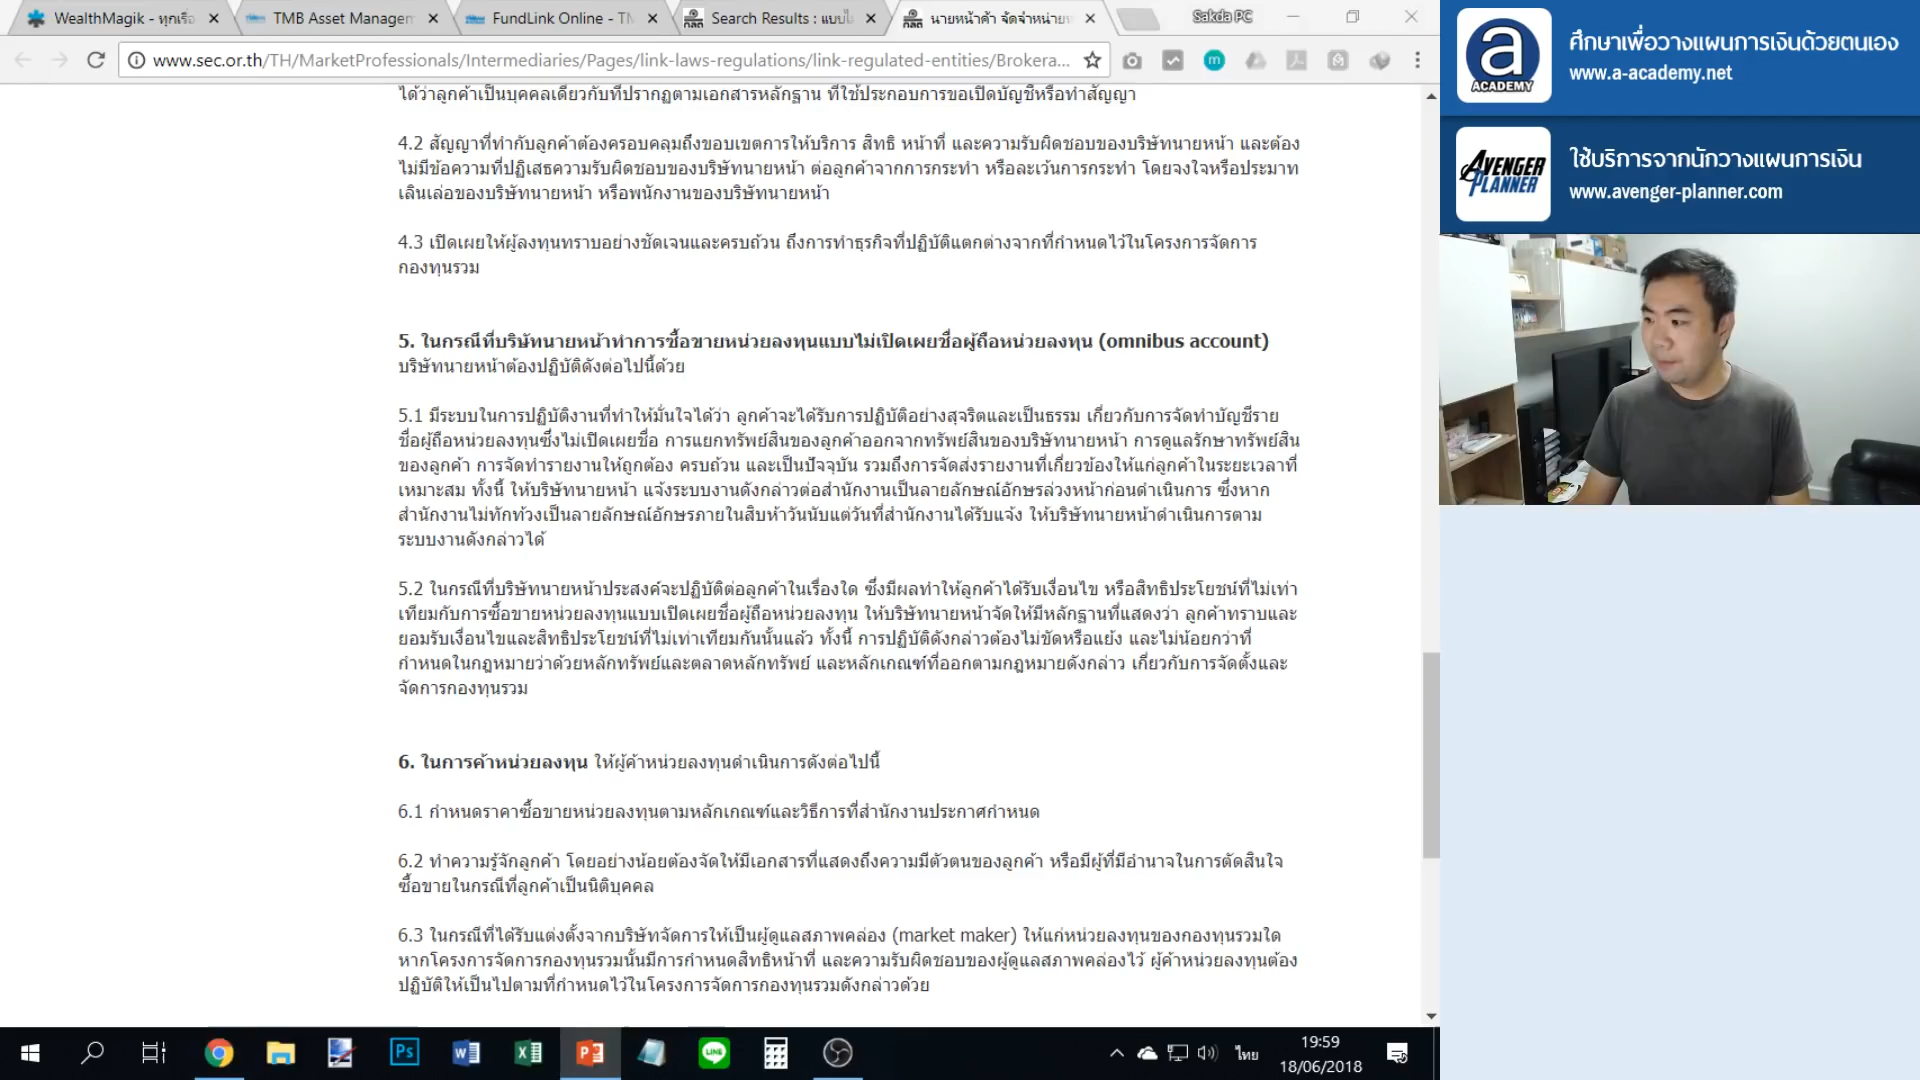 WealthMagik - ทุกเรื่อ
TMB Asset Managem
FundLink Online - TM
Search Results : แบบไ
นายหน้าค้า จัดจำหน่ายห
Sakda PC
www.sec.or.th/TH/MarketProfessionals/Intermediaries/Pages/link-laws-regulations/link-regulated-entities/Brokera...
ได้ว่าลูกค้าเป็นบุคคลเดียวกับที่ปรากฏตามเอกสารหลักฐาน ที่ใช้ประกอบการขอเปิดบัญชีหรือทำสัญญา
4.2 สัญญาที่ทำกับลูกค้าต้องครอบคลุมถึงขอบเขตการให้บริการ สิทธิ หน้าที่ และความรับผิดชอบของบริษัทนายหน้า และต้อง
ไม่มีข้อความที่ปฏิเสธความรับผิดชอบของบริษัทนายหน้า ต่อลูกค้าจากการกระทำ หรือละเว้นการกระทำ โดยจงใจหรือประมาท
เลินเล่อของบริษัทนายหน้า หรือพนักงานของบริษัทนายหน้า
4.3 เปิดเผยให้ผู้ลงทุนทราบอย่างชัดเจนและครบถ้วน ถึงการทำธุรกิจที่ปฏิบัติแตกต่างจากที่กำหนดไว้ในโครงการจัดการ
กองทุนรวม
5. ในกรณีที่บริษัทนายหน้าทำการซื้อขายหน่วยลงทุนแบบไม่เปิดเผยชื่อผู้ถือหน่วยลงทุน (omnibus account)
บริษัทนายหน้าต้องปฏิบัติดังต่อไปนี้ด้วย
5.1 มีระบบในการปฏิบัติงานที่ทำให้มั่นใจได้ว่า ลูกค้าจะได้รับการปฏิบัติอย่างสุจริตและเป็นธรรม เกี่ยวกับการจัดทำบัญชีราย
ชื่อผู้ถือหน่วยลงทุนซึ่งไม่เปิดเผยชื่อ การแยกทรัพย์สินของลูกค้าออกจากทรัพย์สินของบริษัทนายหน้า การดูแลรักษาทรัพย์สิน
ของลูกค้า การจัดทำรายงานให้ถูกต้อง ครบถ้วน และเป็นปัจจุบัน รวมถึงการจัดส่งรายงานที่เกี่ยวข้องให้แก่ลูกค้าในระยะเวลาที่
เหมาะสม ทั้งนี้ ให้บริษัทนายหน้า แจ้งระบบงานดังกล่าวต่อสำนักงานเป็นลายลักษณ์อักษรล่วงหน้าก่อนดำเนินการ ซึ่งหาก
สำนักงานไม่ทักท้วงเป็นลายลักษณ์อักษรภายในสิบห้าวันนับแต่วันที่สำนักงานได้รับแจ้ง ให้บริษัทนายหน้าดำเนินการตาม
ระบบงานดังกล่าวได้
5.2 ในกรณีที่บริษัทนายหน้าประสงค์จะปฏิบัติต่อลูกค้าในเรื่องใด ซึ่งมีผลทำให้ลูกค้าได้รับเงื่อนไข หรือสิทธิประโยชน์ที่ไม่เท่า
เทียมกับการซื้อขายหน่วยลงทุนแบบเปิดเผยชื่อผู้ถือหน่วยลงทุน ให้บริษัทนายหน้าจัดให้มีหลักฐานที่แสดงว่า ลูกค้าทราบและ
ยอมรับเงื่อนไขและสิทธิประโยชน์ที่ไม่เท่าเทียมกันนั้นแล้ว ทั้งนี้ การปฏิบัติดังกล่าวต้องไม่ขัดหรือแย้ง และไม่น้อยกว่าที่
กำหนดในกฎหมายว่าด้วยหลักทรัพย์และตลาดหลักทรัพย์ และหลักเกณฑ์ที่ออกตามกฎหมายดังกล่าว เกี่ยวกับการจัดตั้งและ
จัดการกองทุนรวม
6. ในการค้าหน่วยลงทุน ให้ผู้ค้าหน่วยลงทุนดำเนินการดังต่อไปนี้
6.1 กำหนดราคาซื้อขายหน่วยลงทุนตามหลักเกณฑ์และวิธีการที่สำนักงานประกาศกำหนด
6.2 ทำความรู้จักลูกค้า โดยอย่างน้อยต้องจัดให้มีเอกสารที่แสดงถึงความมีตัวตนของลูกค้า หรือมีผู้ที่มีอำนาจในการตัดสินใจ
ซื้อขายในกรณีที่ลูกค้าเป็นนิติบุคคล
6.3 ในกรณีที่ได้รับแต่งตั้งจากบริษัทจัดการให้เป็นผู้ดูแลสภาพคล่อง (market maker) ให้แก่หน่วยลงทุนของกองทุนรวมใด
หากโครงการจัดการกองทุนรวมนั้นมีการกำหนดสิทธิหน้าที่ และความรับผิดชอบของผู้ดูแลสภาพคล่องไว้ ผู้ค้าหน่วยลงทุนต้อง
ปฏิบัติให้เป็นไปตามที่กำหนดไว้ในโครงการจัดการกองทุนรวมดังกล่าวด้วย
a
ACADEMY
ศึกษาเพื่อวางแผนการเงินด้วยตนเอง
www.a-academy.net
AVENGER
PLANNER
ใช้บริการจากนักวางแผนการเงิน
www.avenger-planner.com
Ps
LINE
ไทย
19:59
18/06/2018